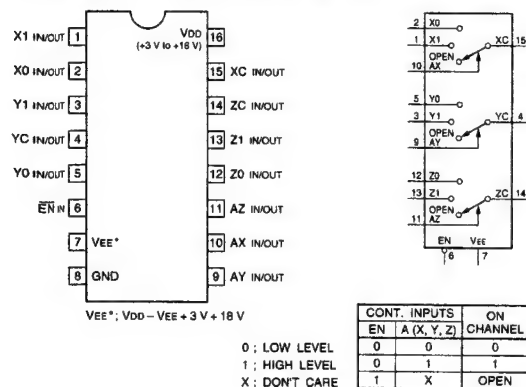 X1 IN/OUT 1
X0 IN/OUT 2
Y1 IN/OUT 3
YC IN/OUT 4
Y0 IN/OUT 5
EN IN 6
7 VEE*
8 GND
VDD 16
(+3 V to +18 V)
15 XC IN/OUT
14 ZC IN/OUT
13 Z1 IN/OUT
12 Z0 IN/OUT
11 AZ IN/OUT
10 AX IN/OUT
9 AY IN/OUT
VEE*; VDD – VEE + 3 V + 18 V
2 X0
1 X1 XC 15
OPEN
10 AX
5 Y0
3 Y1 YC 4
OPEN
9 AY
12 Z0
13 Z1 ZC 14
OPEN
11 AZ
EN VEE
6 7
0 ; LOW LEVEL
1 ; HIGH LEVEL
X ; DON'T CARE
CONT. INPUTS ON CHANNEL
EN A (X, Y, Z)
0 0 0
0 1 1
1 X OPEN